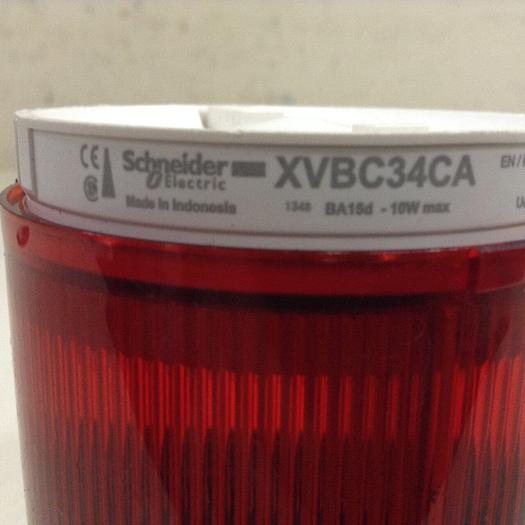 CE Schneider Electric XVBC34CA EN/
Made in Indonesia 1348 BA15d - 10W max